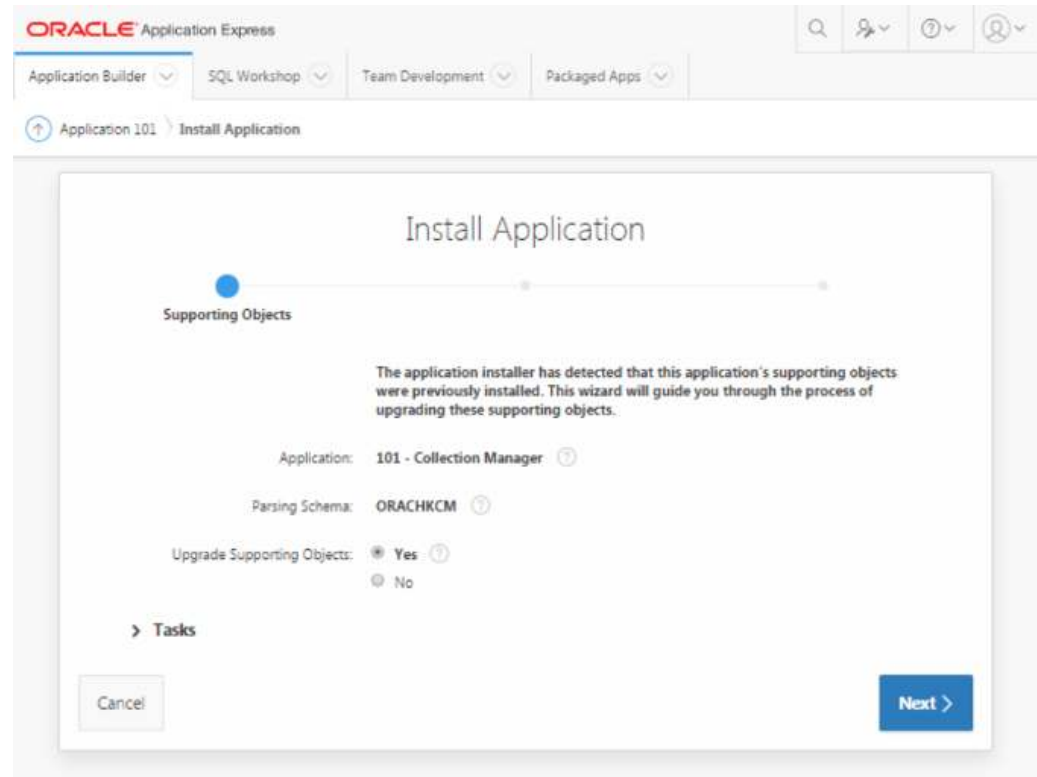 ORACLE Application Express
Application Builder SQL Workshop Team Development Packaged Apps
Application 101 Install Application
Install Application
Supporting Objects
The application installer has detected that this application's supporting objects
were previously installed. This wizard will guide you through the process of
upgrading these supporting objects.
Application: 101 - Collection Manager ?
Parsing Schema: ORACHKCM ?
Upgrade Supporting Objects: Yes ?
No
> Tasks
Cancel
Next >